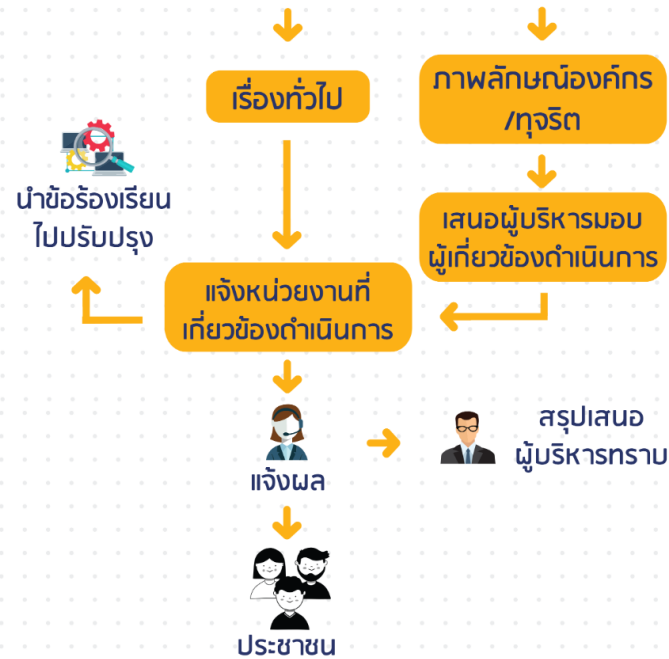 เรื่องทั่วไป
ภาพลักษณ์องค์กร
/ทุจริต
นำข้อร้องเรียน
ไปปรับปรุง
เสนอผู้บริหารมอบ
ผู้เกี่ยวข้องดำเนินการ
แจ้งหน่วยงานที่
เกี่ยวข้องดำเนินการ
แจ้งผล
สรุปเสนอ
ผู้บริหารทราบ
ประชาชน